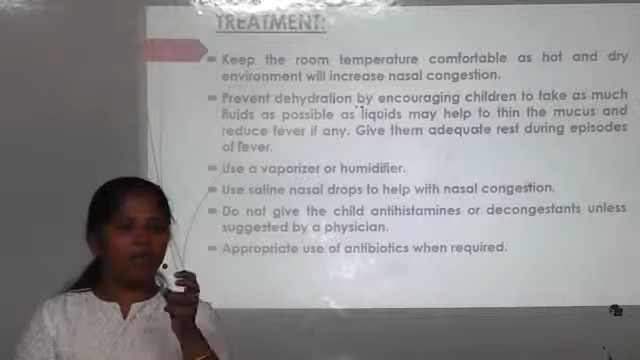 TREATMENT:
Keep the room temperature comfortable as hot and dry
environment will increase nasal congestion.
Prevent dehydration by encouraging children to take as much
fluids as possible as liquids may help to thin the mucus and
reduce fever if any. Give them adequate rest during episodes
of fever.
Use a vaporizer or humidifier.
Use saline nasal drops to help with nasal congestion.
Do not give the child antihistamines or decongestants unless
suggested by a physician.
Appropriate use of antibiotics when required.